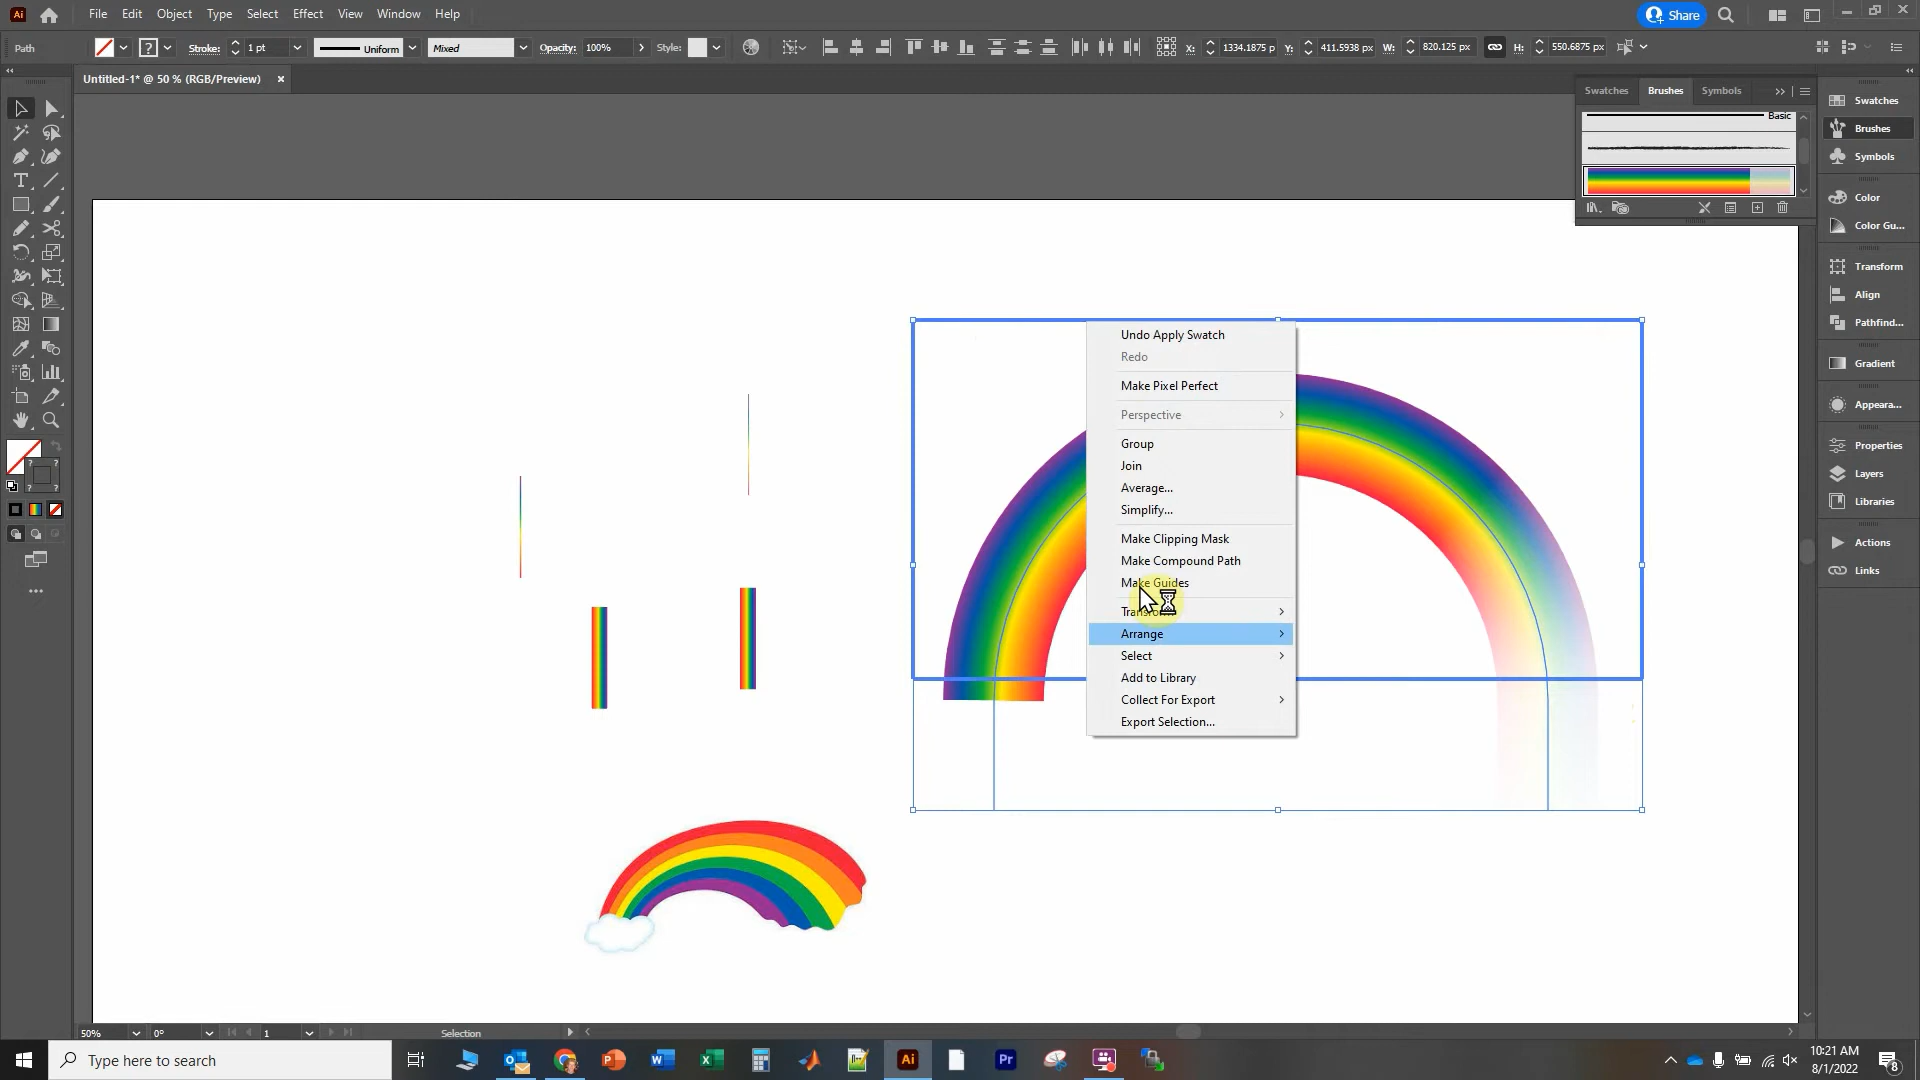 Ai
File Edit Object Type Select Effect View Window Help
Share
Path
?
Stroke:
1 pt
Uniform
Mixed
Opacity:
100%
Style:
X:
1334.1875 p
Y:
411.5938 px
W:
820.125 px
H:
550.6875 px
Untitled-1* @ 50 % (RGB/Preview)
×
Swatches
Brushes
Symbols
Basic
Swatches
Brushes
Symbols
Color
Color Gu...
Transform
Align
Pathfind...
Gradient
Appeara...
Properties
Layers
Libraries
Actions
Links
Undo Apply Swatch
Redo
Make Pixel Perfect
Perspective
Group
Join
Average...
Simplify...
Make Clipping Mask
Make Compound Path
Make Guides
Transform
Arrange
Select
Add to Library
Collect For Export
Export Selection...
50%
0°
1
Selection
Type here to search
Ai
Pr
10:21 AM
8/1/2022
8